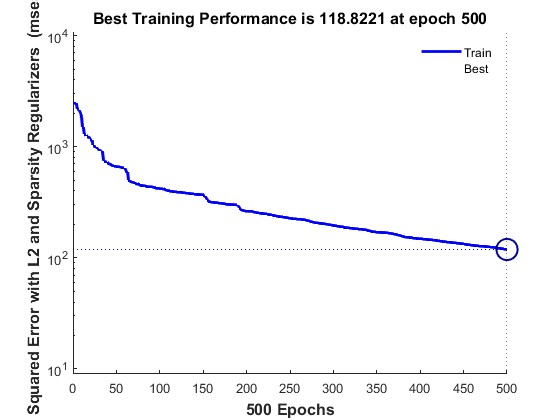 Best Training Performance is 118.8221 at epoch 500
Squared Error with L2 and Sparsity Regularizers (mse
10^4
10^3
10^2
10^1
Train
Best
0 50 100 150 200 250 300 350 400 450 500
500 Epochs